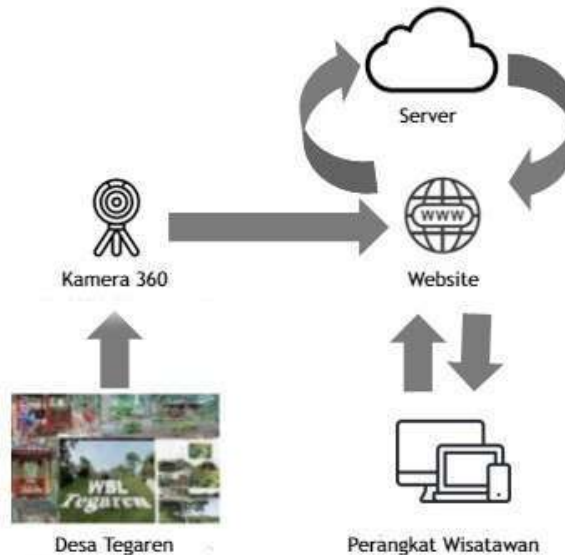 Server
WWW
Kamera 360
Website
WBL
Tegaren
Desa Tegaren
Perangkat Wisatawan